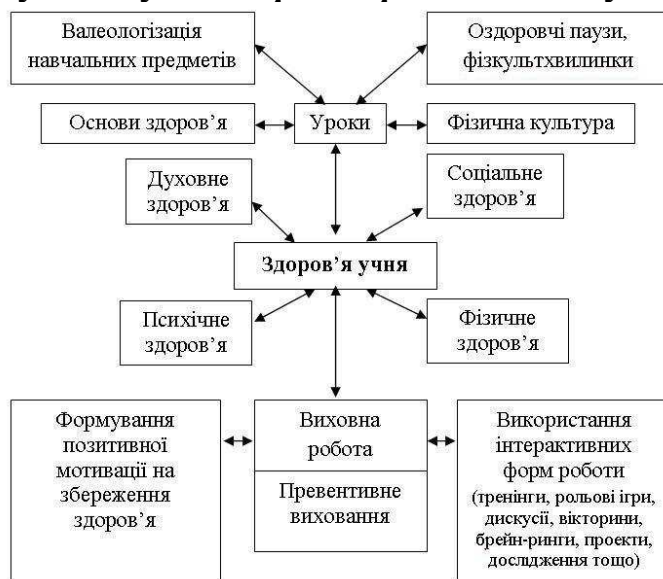 Валеологізація
навчальних предметів
Оздоровчі паузи,
фізкультхвилинки
Основи здоров’я
Уроки
Фізична культура
Духовне
здоров’я
Соціальне
здоров’я
Здоров’я учня
Психічне
здоров’я
Фізичне
здоров’я
Формування
позитивної
мотивації на
збереження
здоров’я
Виховна
робота
Превентивне
виховання
Використання
інтерактивних
форм роботи
(тренінги, рольові ігри,
дискусії, вікторини,
брейн-ринги, проекти,
дослідження тощо)